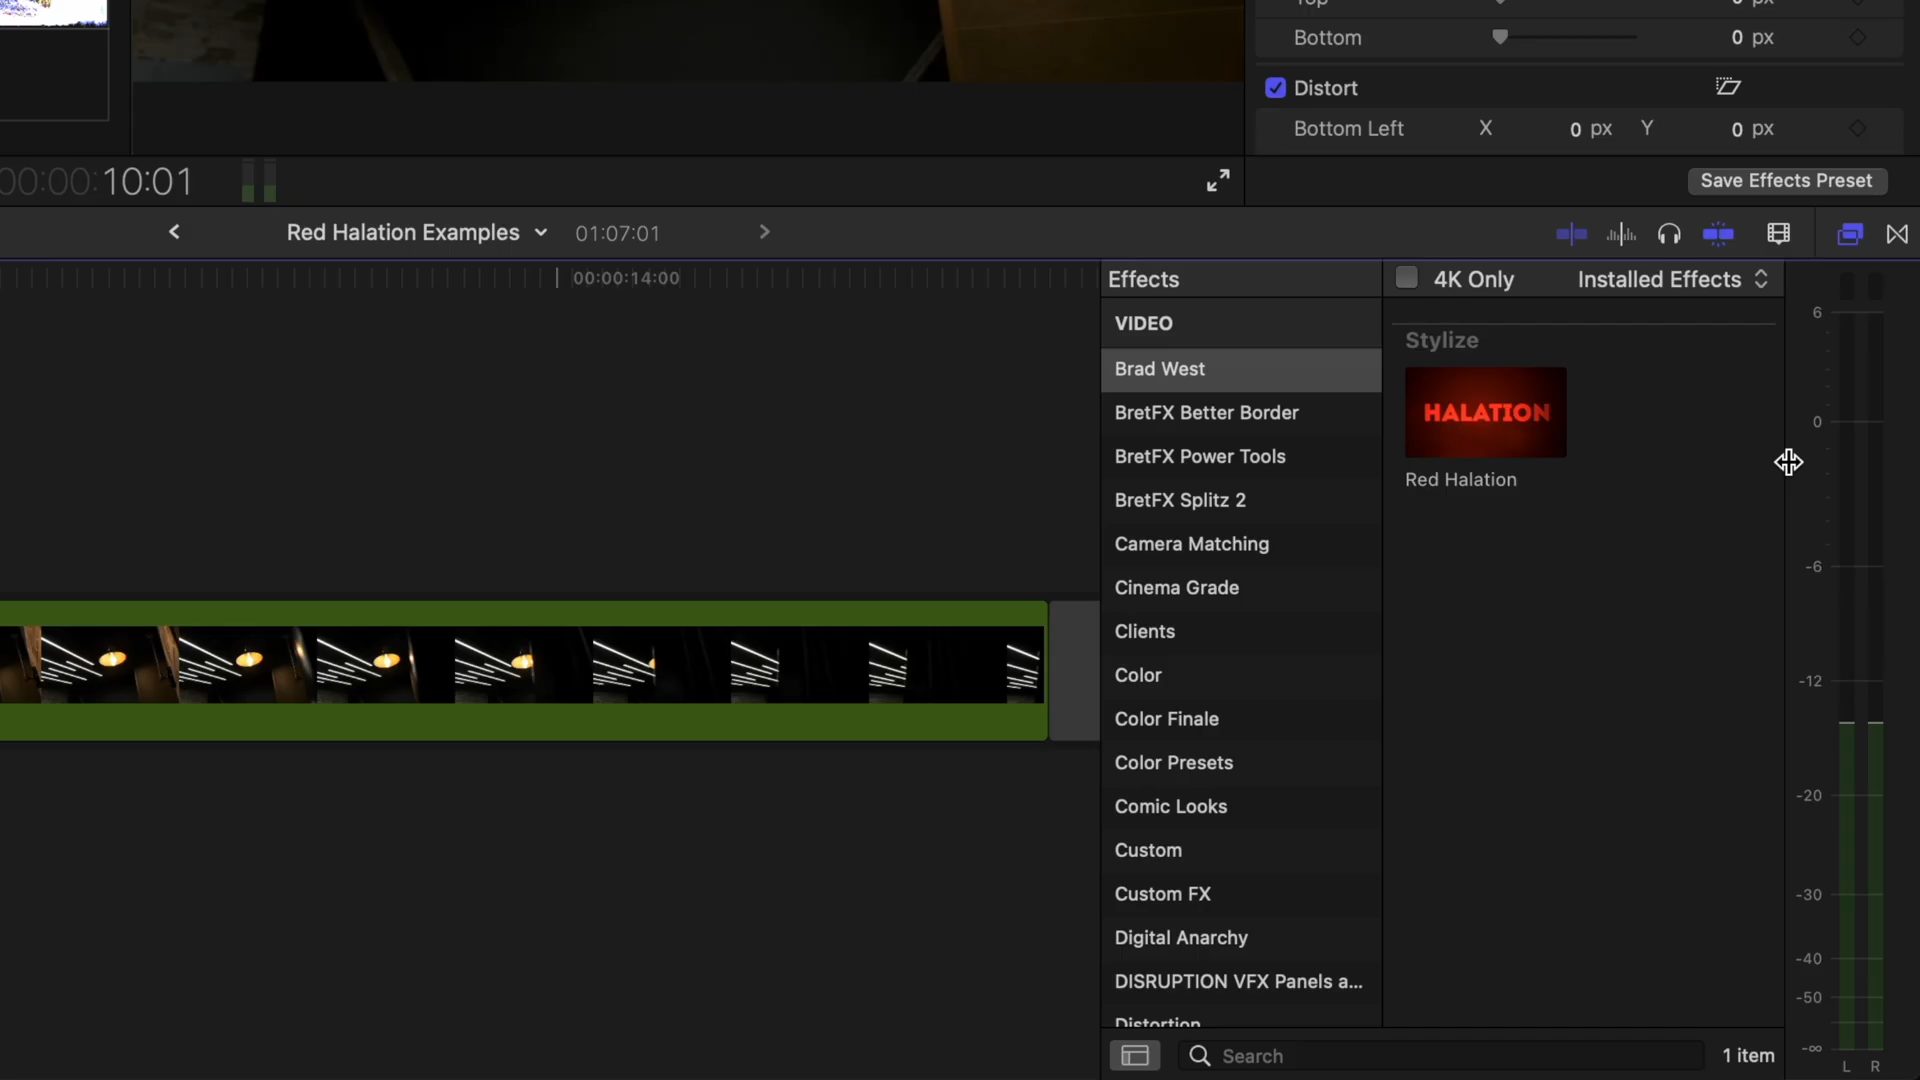 Bottom 0 px
Distort
Bottom Left X 0 px Y 0 px
00:00:10:01
Save Effects Preset
Red Halation Examples 01:07:01
00:00:14:00
Effects
4K Only
Installed Effects
VIDEO
Brad West
BretFX Better Border
BretFX Power Tools
BretFX Splitz 2
Camera Matching
Cinema Grade
Clients
Color
Color Finale
Color Presets
Comic Looks
Custom
Custom FX
Digital Anarchy
DISRUPTION VFX Panels a...
Distortion
Stylize
HALATION
Red Halation
Search
1 item
6
0
-6
-12
-20
-30
-40
-50
-∞
L R